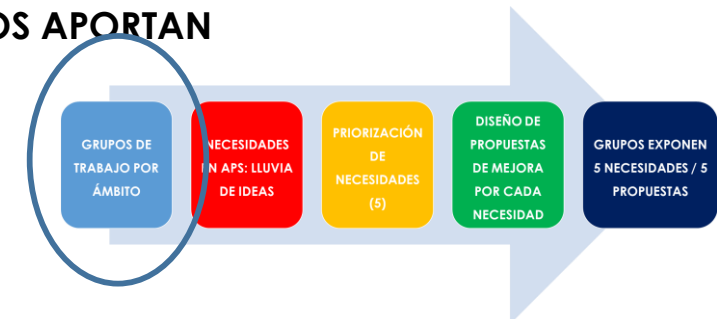 OS APORTAN
GRUPOS DE
TRABAJO POR
ÁMBITO
NECESIDADES
EN APS: LLUVIA
DE IDEAS
PRIORIZACIÓN
DE
NECESIDADES
(5)
DISEÑO DE
PROPUESTAS
DE MEJORA
POR CADA
NECESIDAD
GRUPOS EXPONEN
5 NECESIDADES / 5
PROPUESTAS